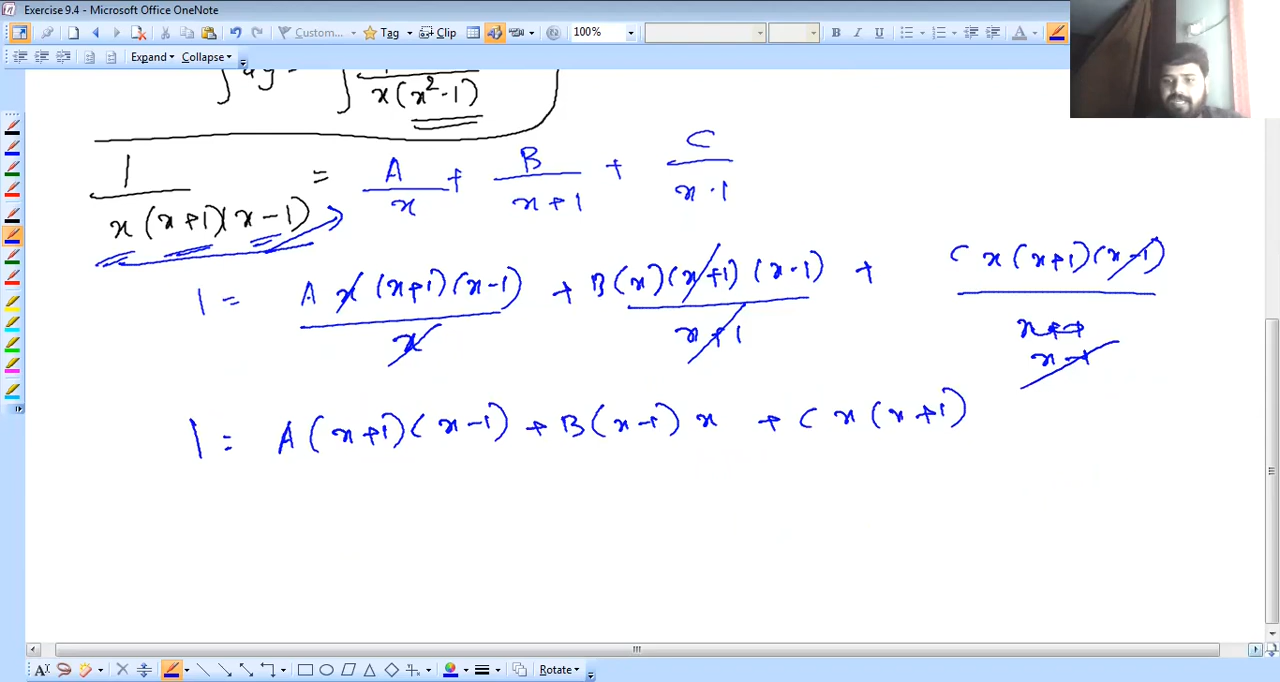 Exercise 9.4 - Microsoft Office OneNote
Custom... Tag Clip 100% B I U A
Expand Collapse
∫dy = ∫ 1/x(x²-1)
1/x(x+1)(x-1) = A/x + B/x+1 + C/x-1
1 = A x (x+1)(x-1)/x + B(x)(x+1)(x-1)/x+1 + C x (x+1)(x-1)/x-1
1 = A(x+1)(x-1) + B(x-1) x + C x (x+1)
A Rotate